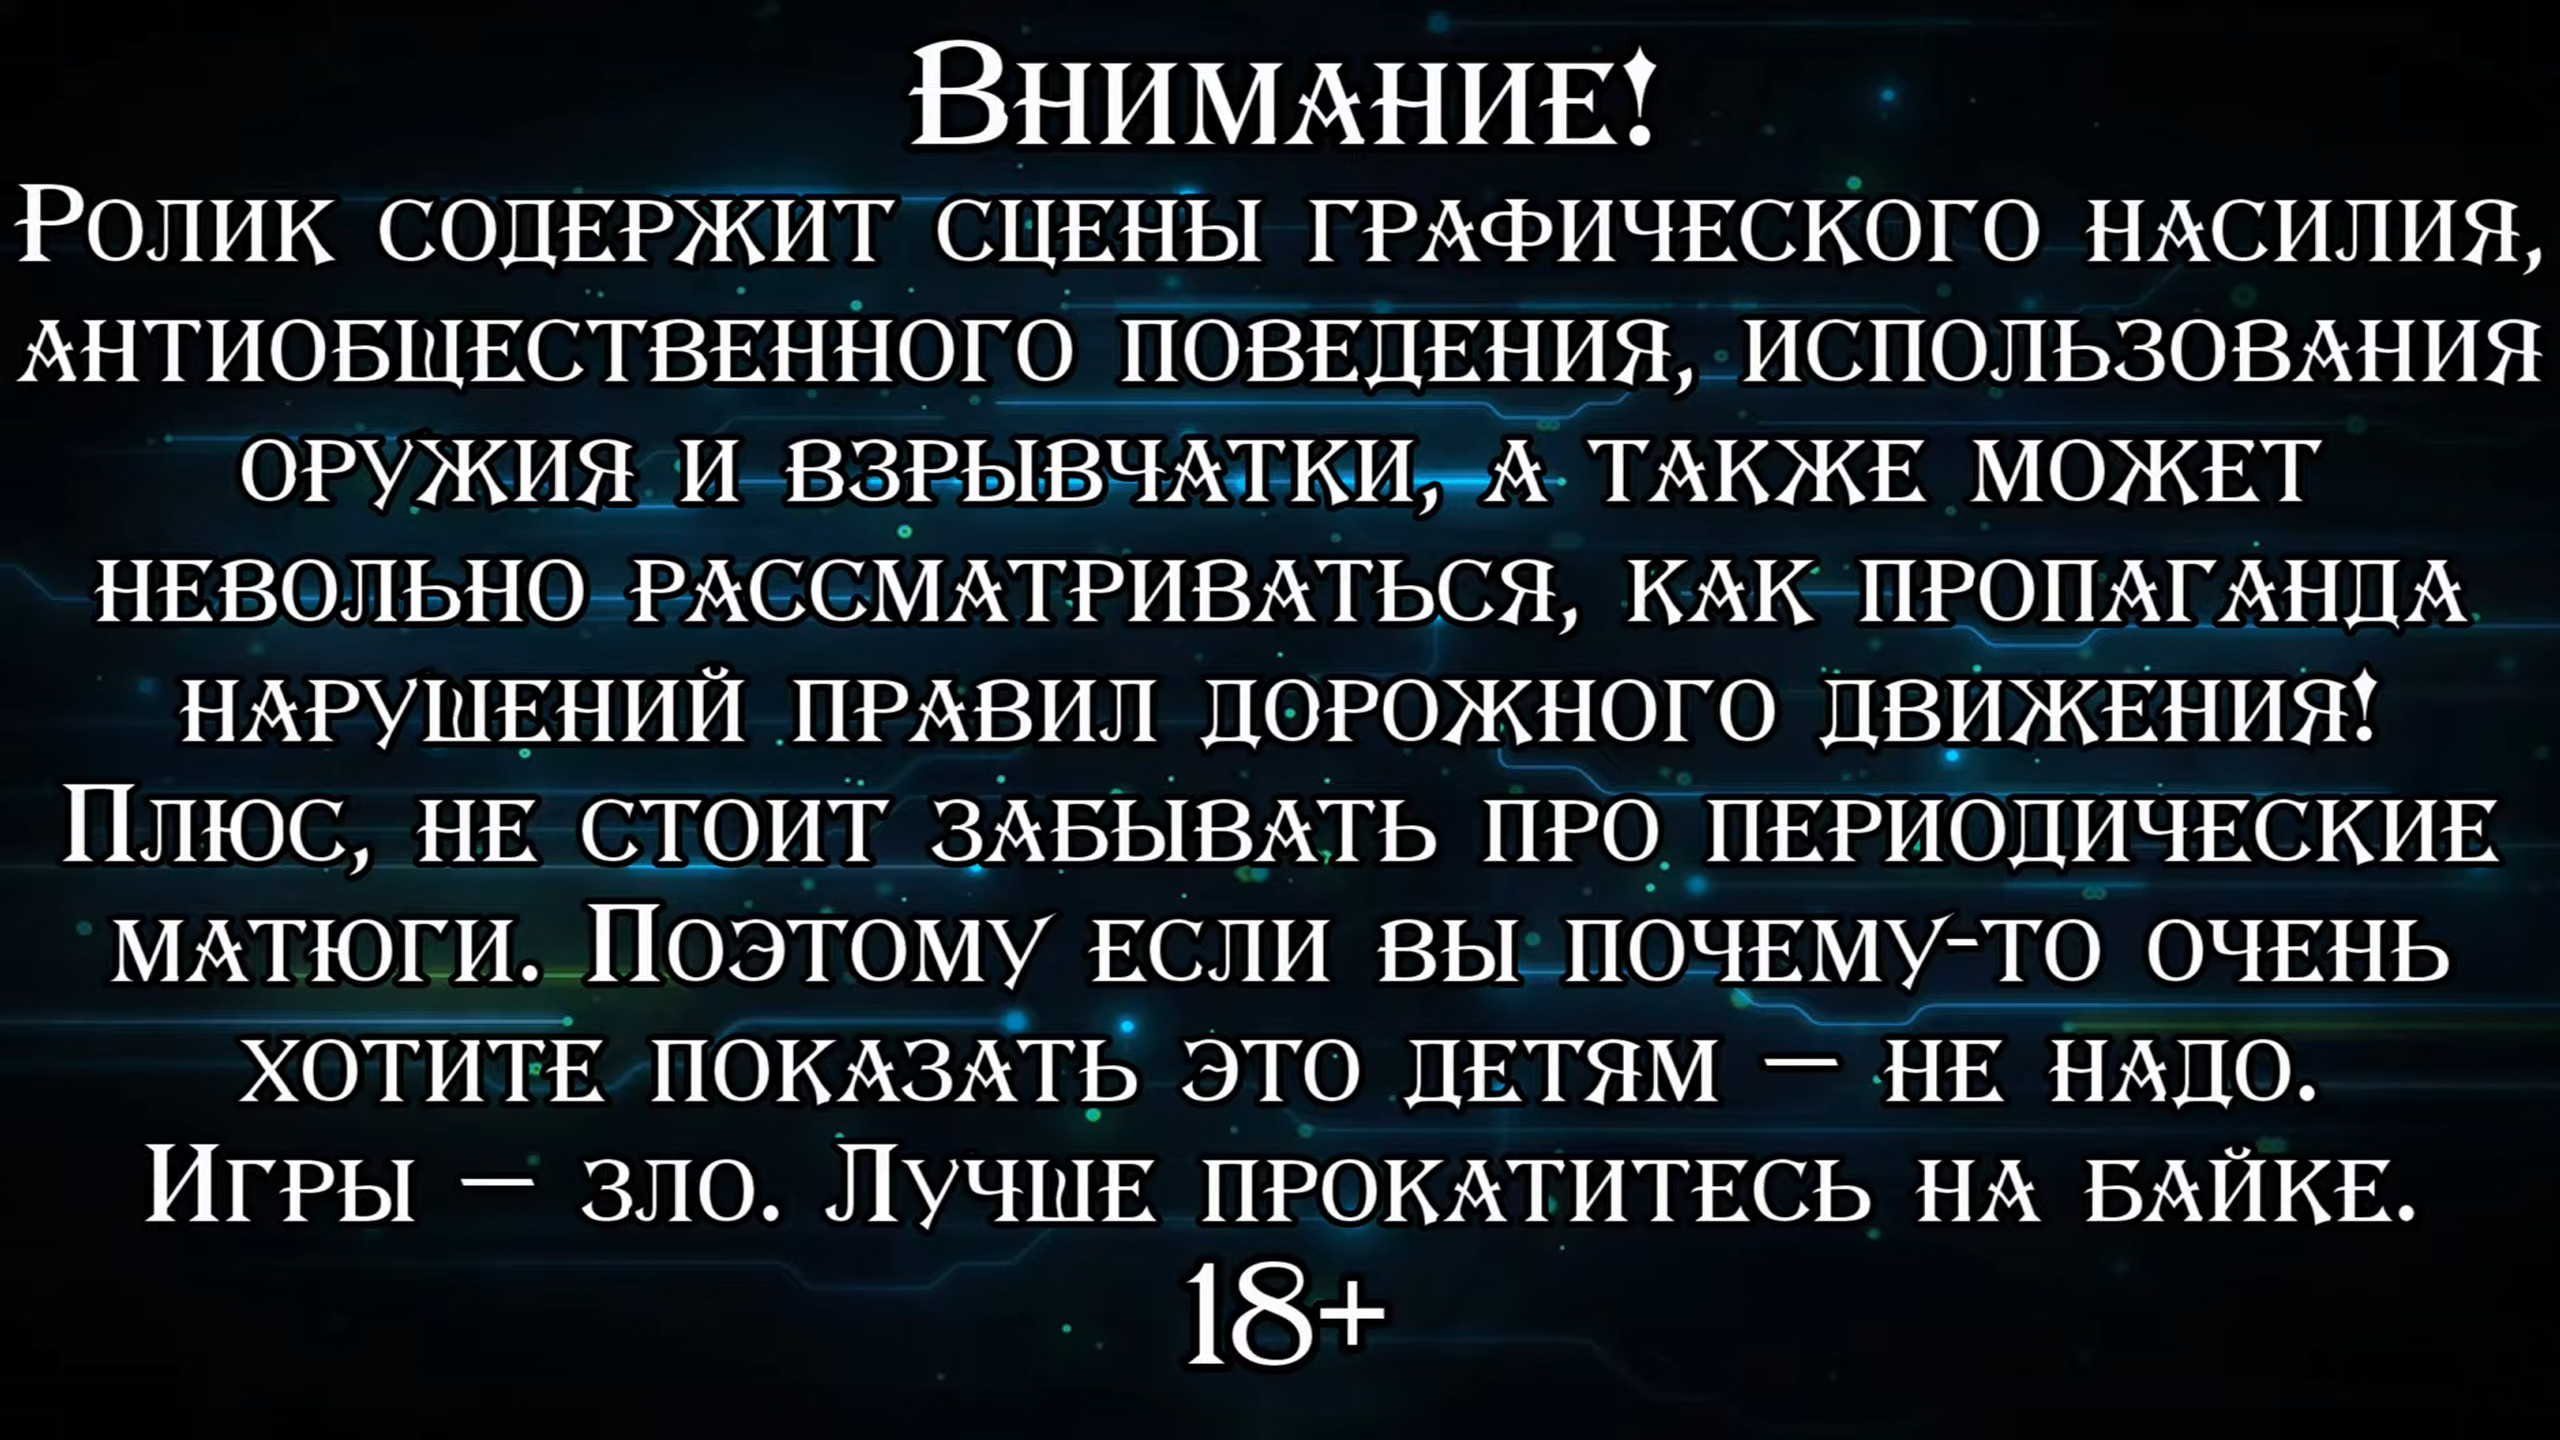 Внимание!
Ролик содержит сцены графического насилия,
антиобщественного поведения, использования
оружия и взрывчатки, а также может
невольно рассматриваться, как пропаганда
нарушений правил дорожного движения!
Плюс, не стоит забывать про периодические
матюги. Поэтому если вы почему-то очень
хотите показать это детям — не надо.
Игры — зло. Лучше прокатитесь на байке.
18+